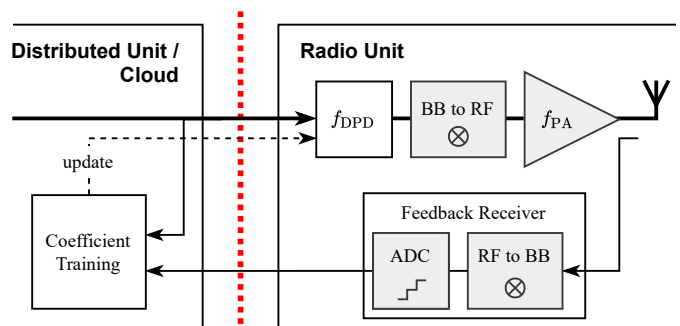 Distributed Unit /
Cloud
Radio Unit
f_DPD
BB to RF
f_PA
update
Feedback Receiver
Coefficient
Training
ADC
RF to BB